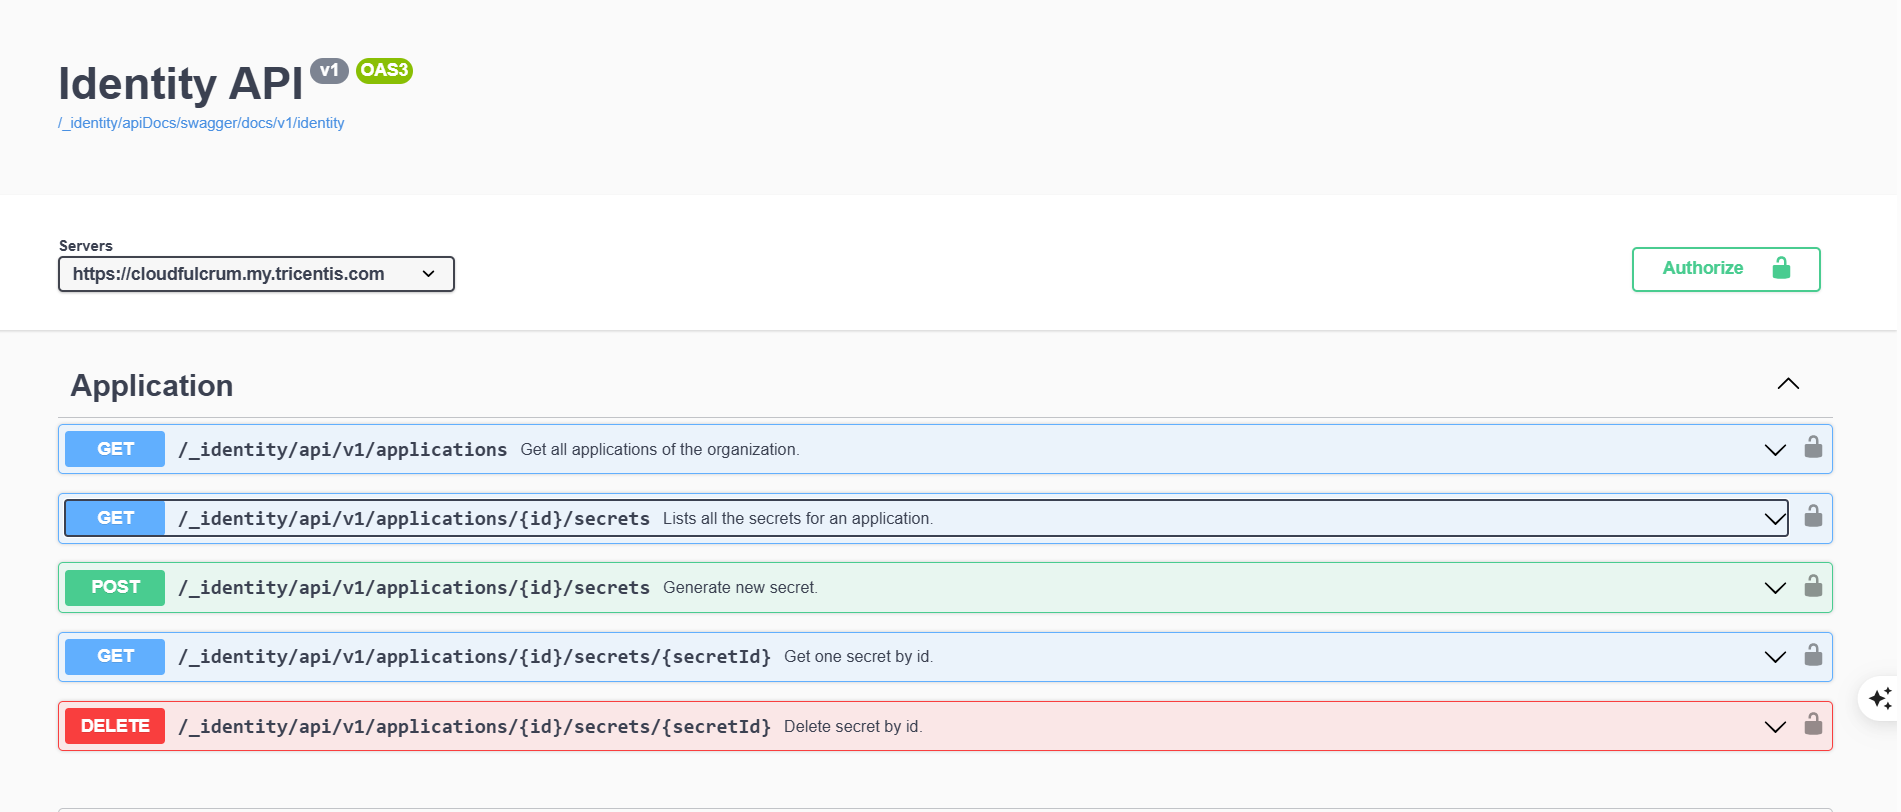 Identity API v1 OAS3
/_identity/apiDocs/swagger/docs/v1/identity
Servers
https://cloudfulcrum.my.tricentis.com
Authorize
Application
GET /_identity/api/v1/applications Get all applications of the organization.
GET /_identity/api/v1/applications/{id}/secrets Lists all the secrets for an application.
POST /_identity/api/v1/applications/{id}/secrets Generate new secret.
GET /_identity/api/v1/applications/{id}/secrets/{secretId} Get one secret by id.
DELETE /_identity/api/v1/applications/{id}/secrets/{secretId} Delete secret by id.